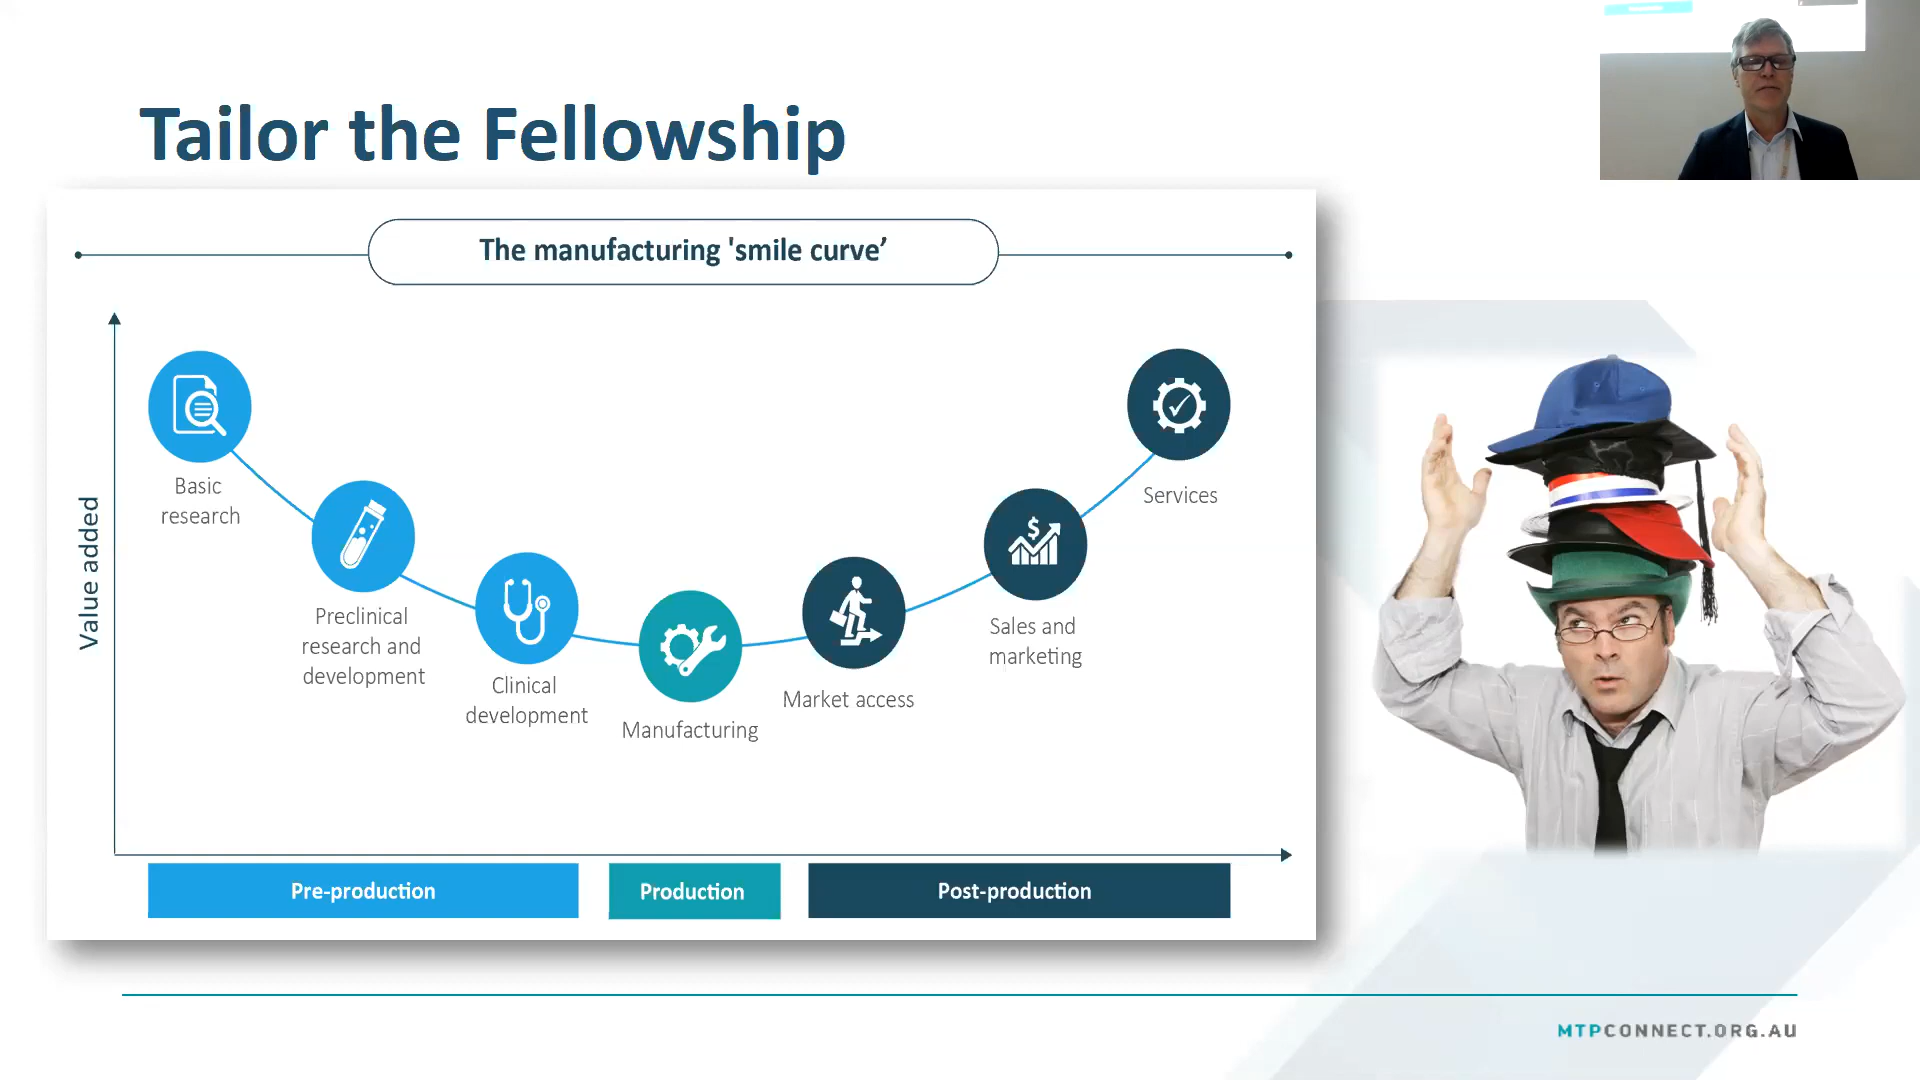 Tailor the Fellowship
The manufacturing 'smile curve’
Value added
Basic
research
Preclinical
research and
development
Clinical
development
Manufacturing
Market access
Sales and
marketing
Services
Pre-production
Production
Post-production
MTPCONNECT.ORG.AU